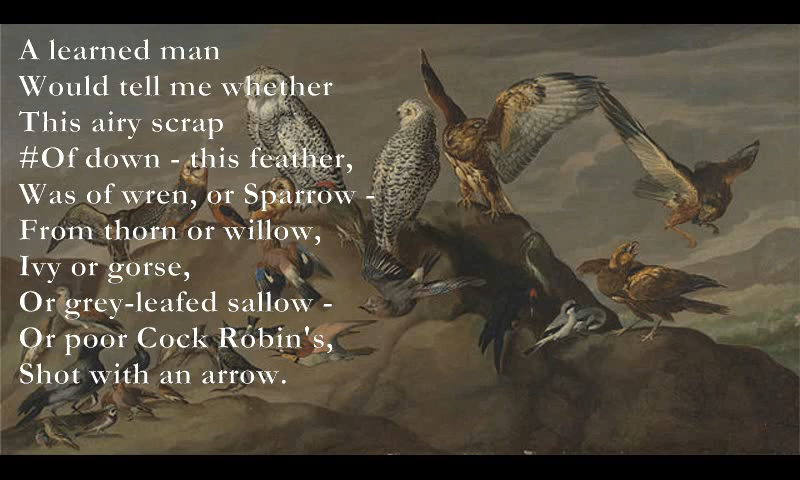 A learned man
Would tell me whether
This airy scrap
#Of down - this feather,
Was of wren, or Sparrow -
From thorn or willow,
Ivy or gorse,
Or grey-leafed sallow -
Or poor Cock Robin's,
Shot with an arrow.